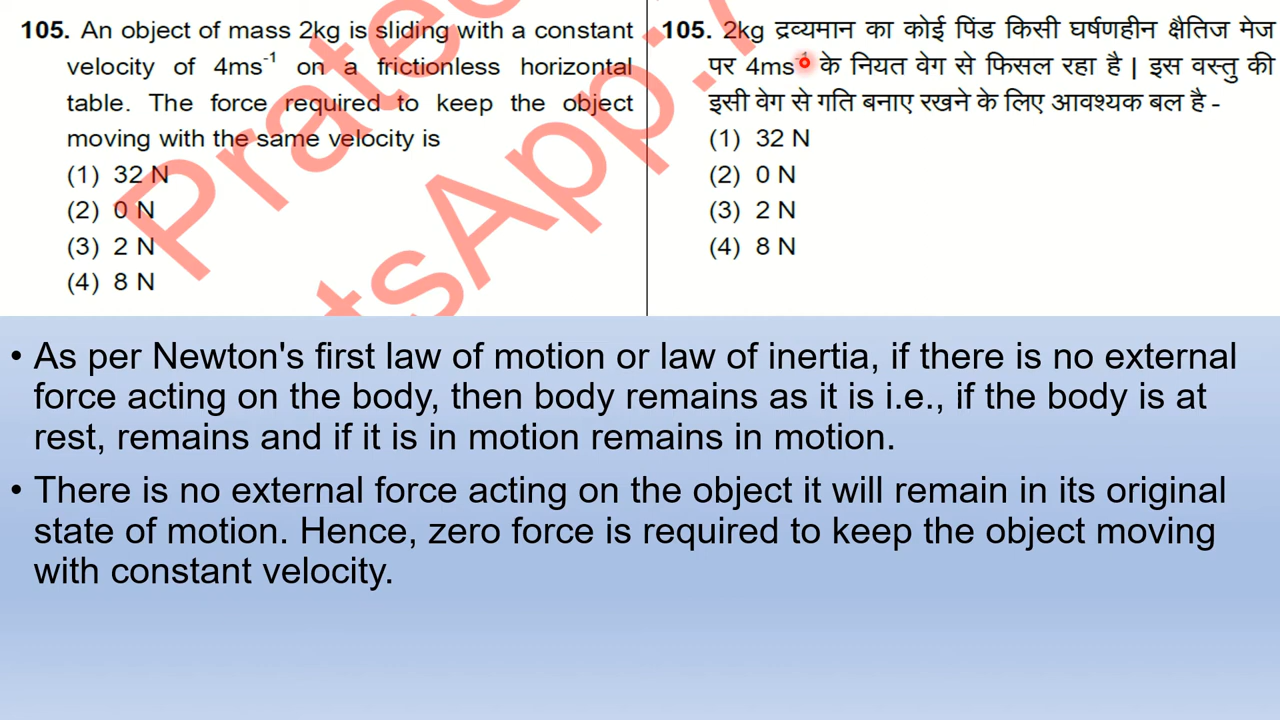 105. An object of mass 2kg is sliding with a constant
velocity of 4ms⁻¹ on a frictionless horizontal
table. The force required to keep the object
moving with the same velocity is
(1) 32 N
(2) 0 N
(3) 2 N
(4) 8 N
105. 2kg द्रव्यमान का कोई पिंड किसी घर्षणहीन क्षैतिज मेज
पर 4ms⁻¹ के नियत वेग से फिसल रहा है | इस वस्तु की
इसी वेग से गति बनाए रखने के लिए आवश्यक बल है -
(1) 32 N
(2) 0 N
(3) 2 N
(4) 8 N
• As per Newton's first law of motion or law of inertia, if there is no external
force acting on the body, then body remains as it is i.e., if the body is at
rest, remains and if it is in motion remains in motion.
• There is no external force acting on the object it will remain in its original
state of motion. Hence, zero force is required to keep the object moving
with constant velocity.